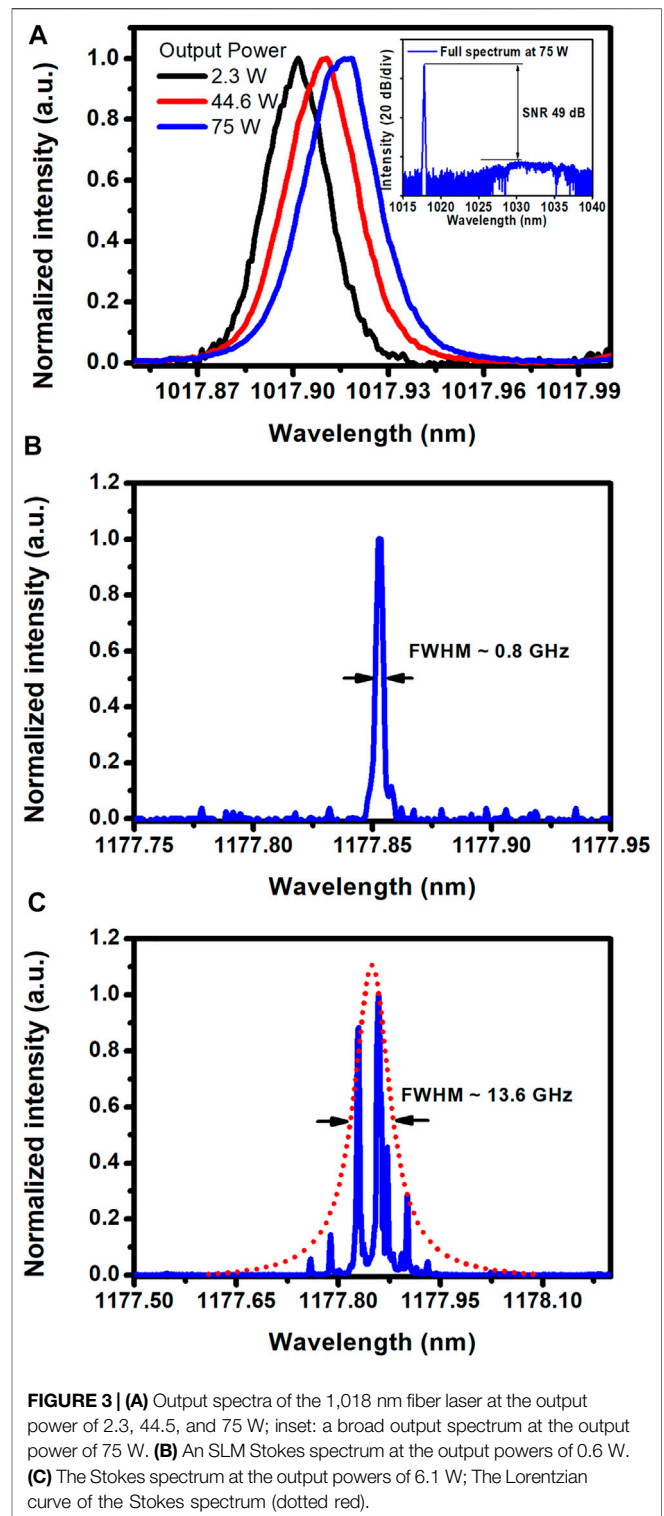 A
Output Power
2.3 W
44.6 W
75 W
Normalized intensity (a.u.)
1.0
0.8
0.6
0.4
0.2
0.0
1017.87 1017.90 1017.93 1017.96 1017.99
Wavelength (nm)
Full spectrum at 75 W
SNR 49 dB
Intensity (20 dB/div)
1015 1020 1025 1030 1035 1040
Wavelength (nm)
B
Normalized intensity (a.u.)
1.2
1.0
0.8
0.6
0.4
0.2
0.0
FWHM ~ 0.8 GHz
1177.75 1177.80 1177.85 1177.90 1177.95
Wavelength (nm)
C
Normalized intensity (a.u.)
1.2
1.0
0.8
0.6
0.4
0.2
0.0
FWHM ~ 13.6 GHz
1177.50 1177.65 1177.80 1177.95 1178.10
Wavelength (nm)
FIGURE 3 | (A) Output spectra of the 1,018 nm fiber laser at the output
power of 2.3, 44.5, and 75 W; inset: a broad output spectrum at the output
power of 75 W. (B) An SLM Stokes spectrum at the output powers of 0.6 W.
(C) The Stokes spectrum at the output powers of 6.1 W; The Lorentzian
curve of the Stokes spectrum (dotted red).